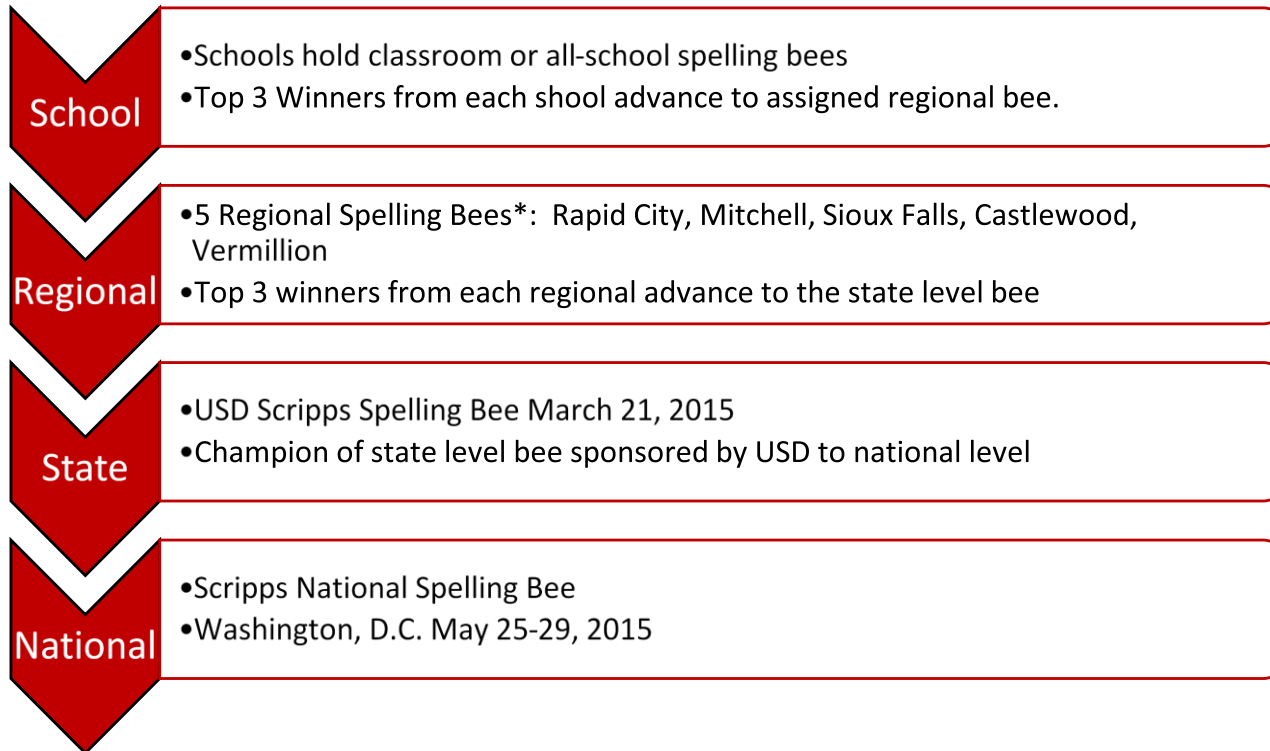 School
•Schools hold classroom or all-school spelling bees
•Top 3 Winners from each shool advance to assigned regional bee.
Regional
•5 Regional Spelling Bees*: Rapid City, Mitchell, Sioux Falls, Castlewood,
Vermillion
•Top 3 winners from each regional advance to the state level bee
State
•USD Scripps Spelling Bee March 21, 2015
•Champion of state level bee sponsored by USD to national level
National
•Scripps National Spelling Bee
•Washington, D.C. May 25-29, 2015